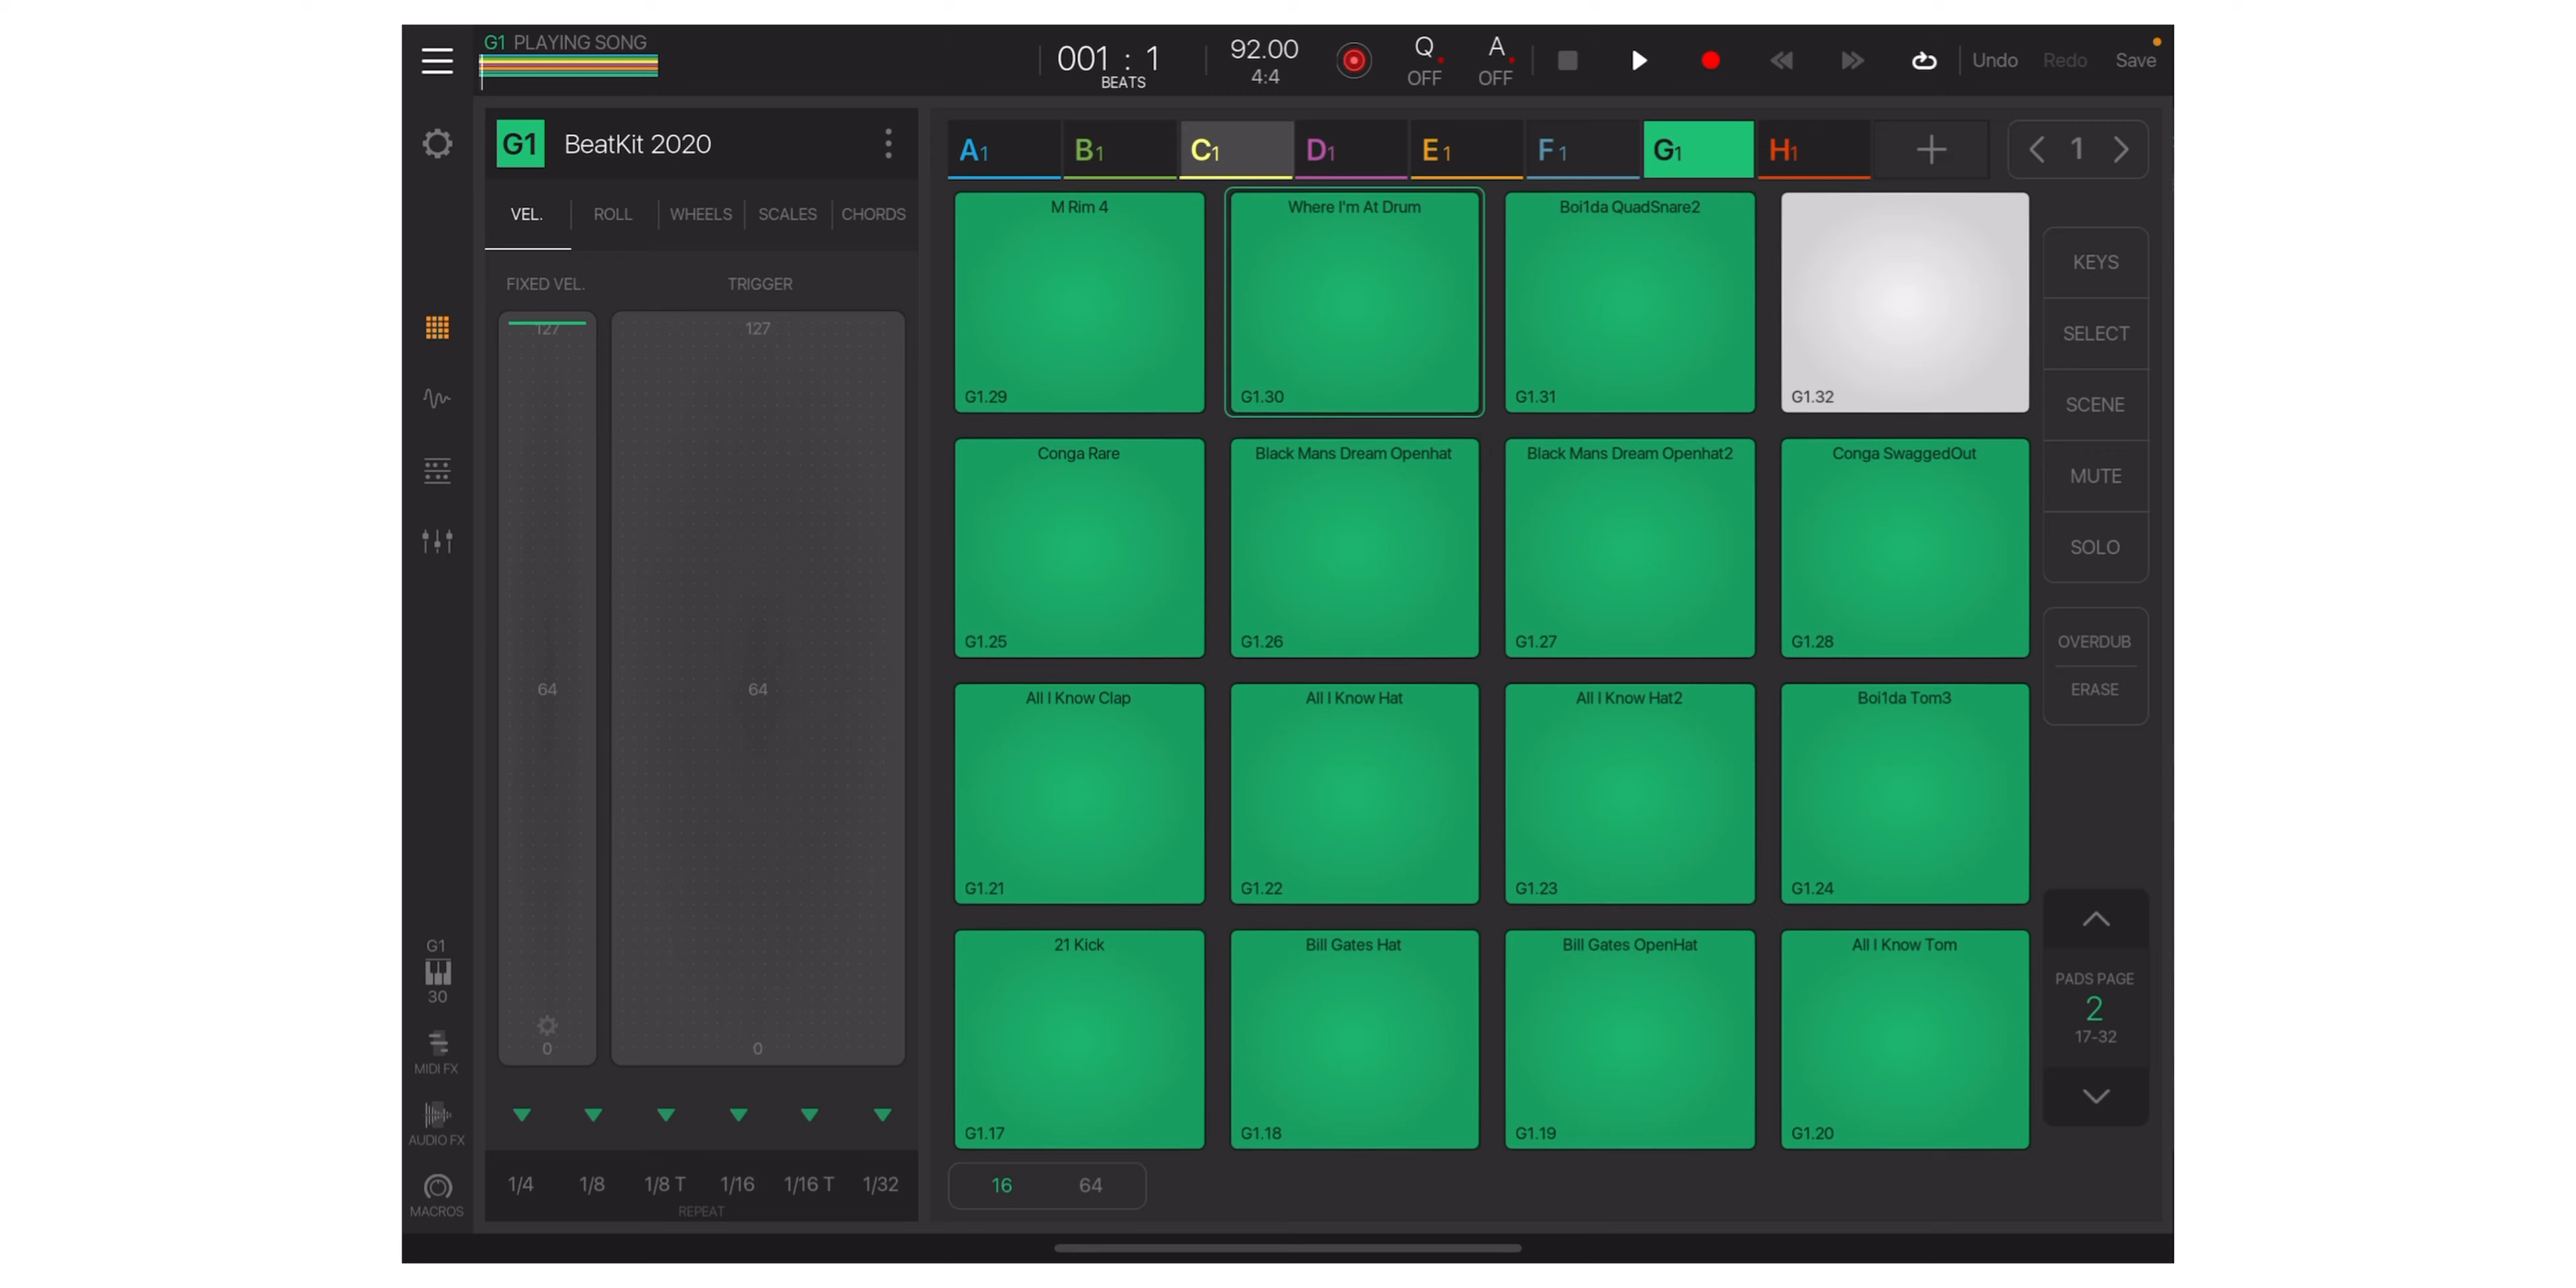 G1 PLAYING SONG
001 : 1
BEATS
92.00
4:4
Q
OFF
A
OFF
Undo
Redo
Save
G1 BeatKit 2020
VEL. ROLL WHEELS SCALES CHORDS
FIXED VEL. TRIGGER
127 127
64 64
0 0
1/4 1/8 1/8 T 1/16 1/16 T 1/32
REPEAT
G1
30
MIDI FX
AUDIO FX
MACROS
A1 B1 C1 D1 E1 F1 G1 H1
1
M Rim 4 Where I'm At Drum Boi1da QuadSnare2
G1.29 G1.30 G1.31 G1.32
Conga Rare Black Mans Dream Openhat Black Mans Dream Openhat2 Conga SwaggedOut
G1.25 G1.26 G1.27 G1.28
All I Know Clap All I Know Hat All I Know Hat2 Boi1da Tom3
G1.21 G1.22 G1.23 G1.24
21 Kick Bill Gates Hat Bill Gates OpenHat All I Know Tom
G1.17 G1.18 G1.19 G1.20
16 64
KEYS
SELECT
SCENE
MUTE
SOLO
OVERDUB
ERASE
PADS PAGE
2
17-32